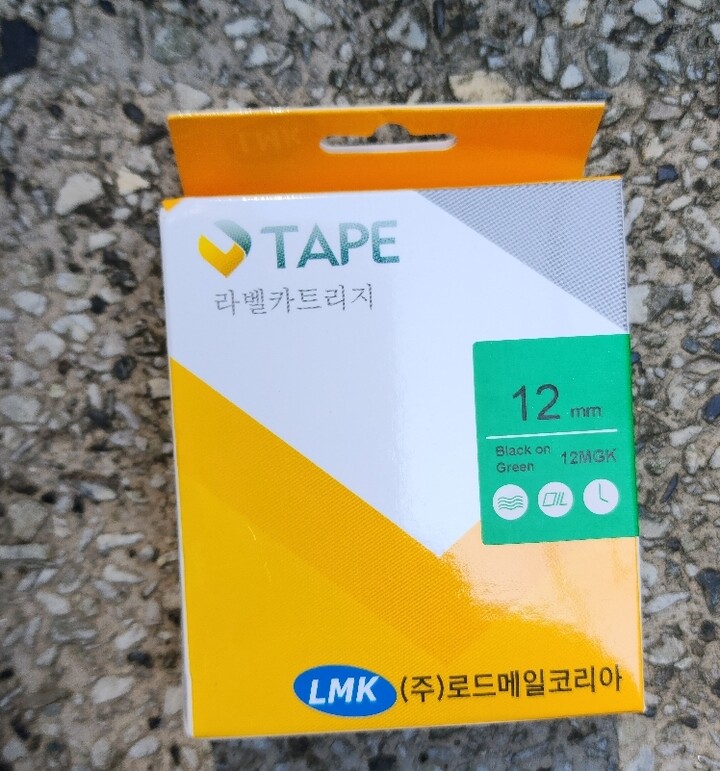 TAPE
라벨카트리지
12 mm
Black on
Green
12MGK
OIL
LMK (주)로드메일코리아